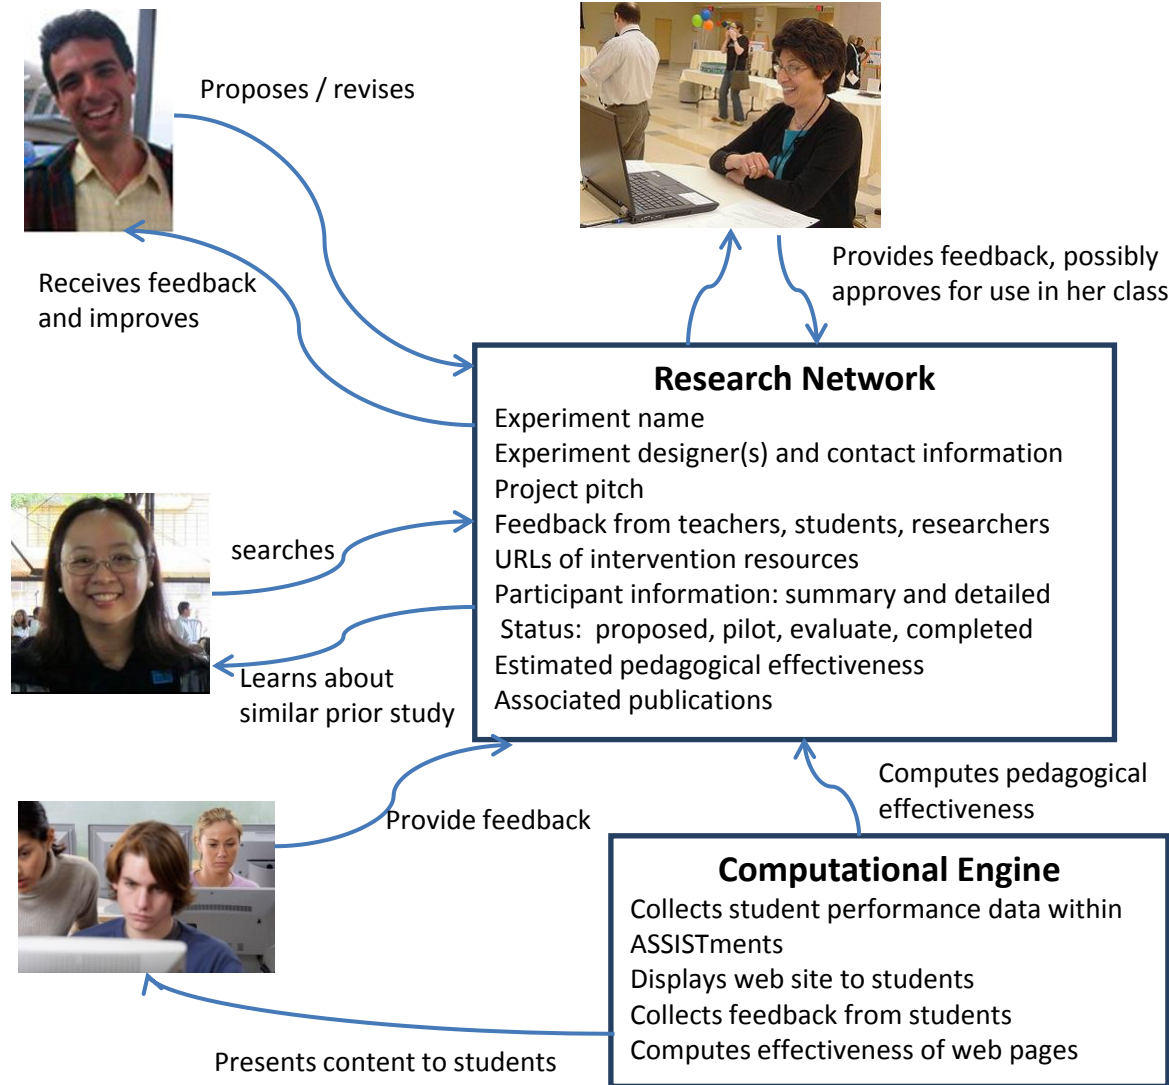 Proposes / revises
Receives feedback
and improves
Provides feedback, possibly
approves for use in her class
Research Network
Experiment name
Experiment designer(s) and contact information
Project pitch
Feedback from teachers, students, researchers
URLs of intervention resources
Participant information: summary and detailed
Status: proposed, pilot, evaluate, completed
Estimated pedagogical effectiveness
Associated publications
searches
Learns about
similar prior study
Provide feedback
Computes pedagogical
effectiveness
Computational Engine
Collects student performance data within
ASSISTments
Displays web site to students
Collects feedback from students
Computes effectiveness of web pages
Presents content to students